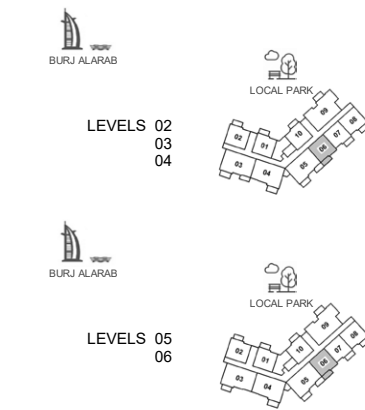 BURJ ALARAB
LOCAL PARK
LEVELS 02
03
04
02 01 10 09 08
07
06
05
03 04
BURJ ALARAB
LOCAL PARK
LEVELS 05
06
02 01 10 09 08
07
06
05
03 04